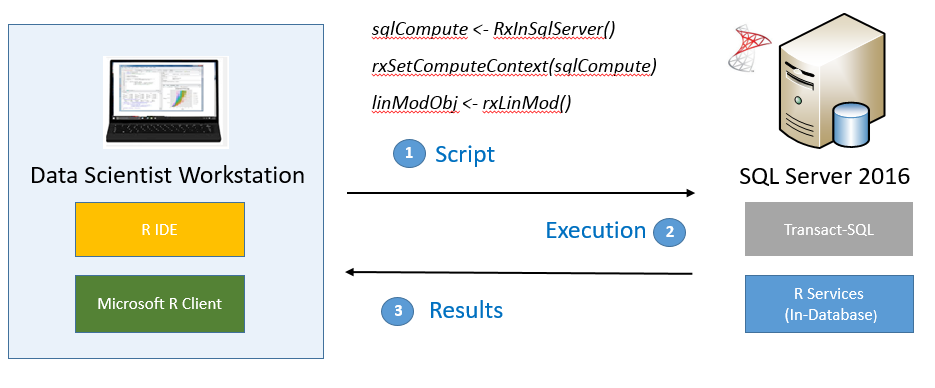 sqlCompute <- RxInSqlServer()
rxSetComputeContext(sqlCompute)
linModObj <- rxLinMod()
1 Script
Data Scientist Workstation
SQL Server 2016
R IDE
Execution 2
Transact-SQL
Microsoft R Client
3 Results
R Services
(In-Database)